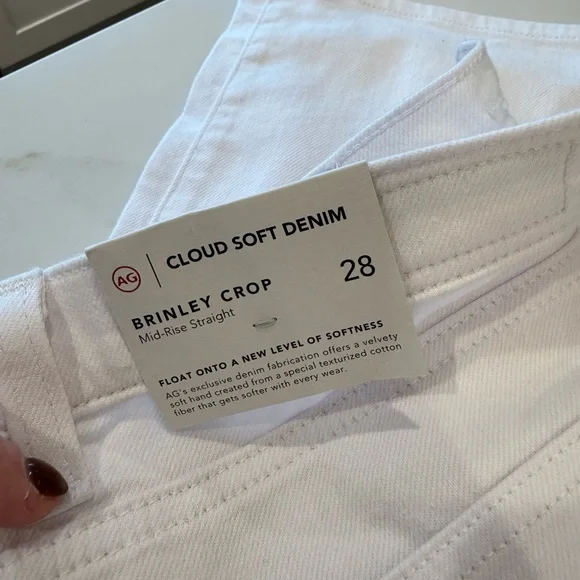 AG | CLOUD SOFT DENIM
BRINLEY CROP 28
Mid-Rise Straight
FLOAT ONTO A NEW LEVEL OF SOFTNESS
AG's exclusive denim fabrication offers a velvety
soft hand created from a special texturized cotton
fiber that gets softer with every wear.